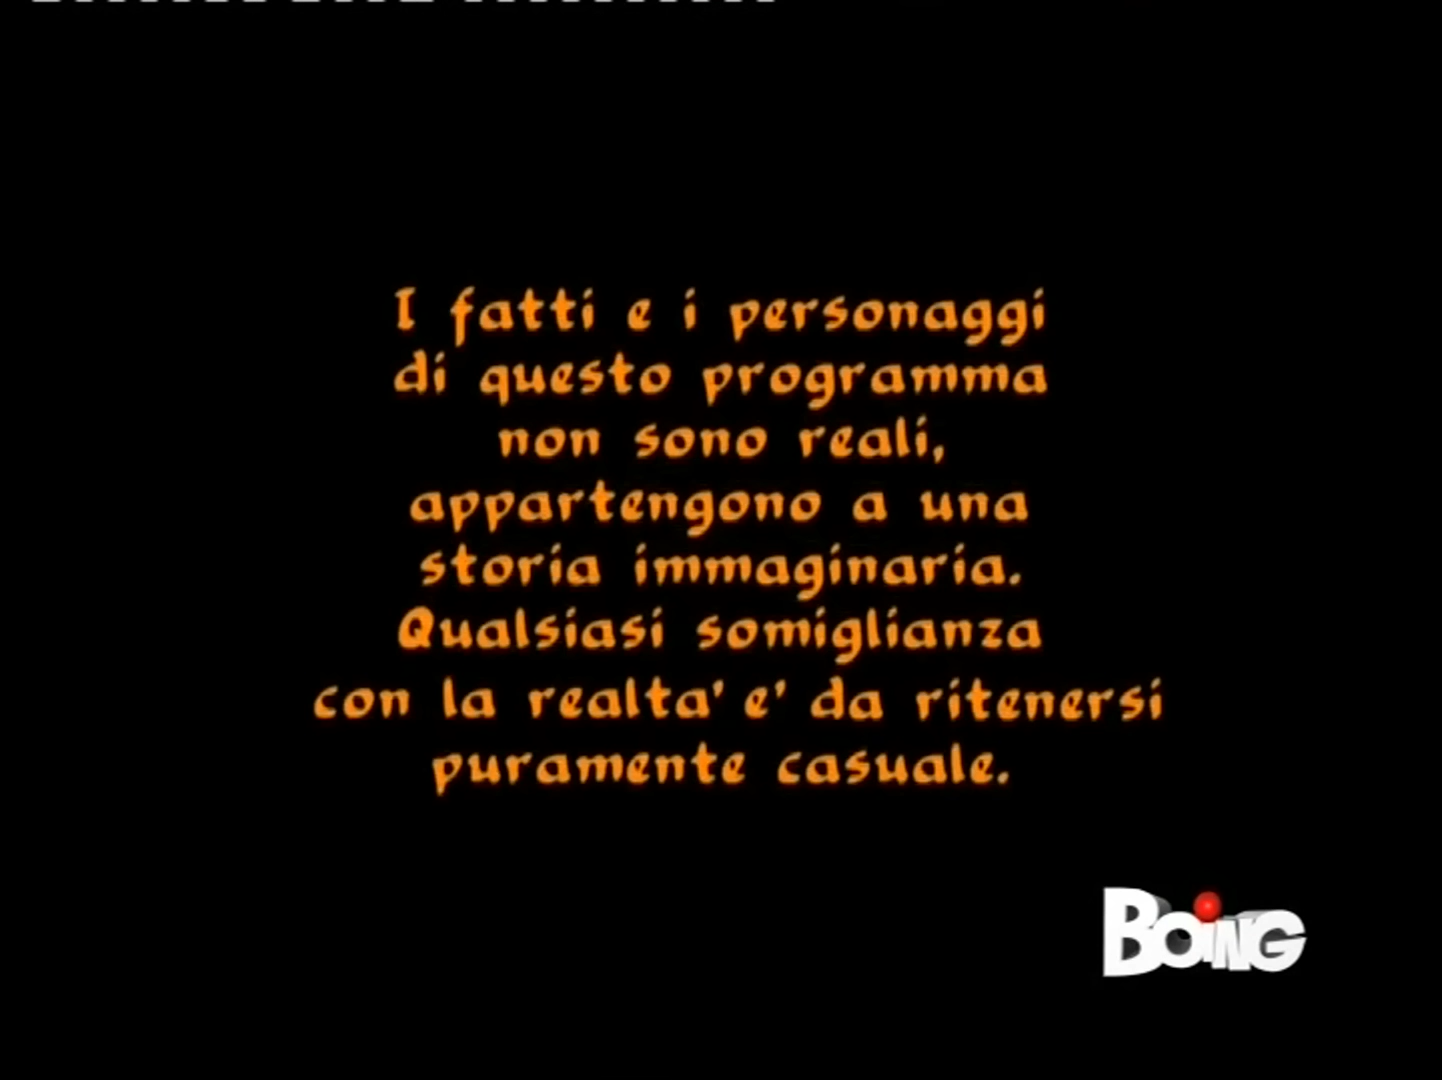 I fatti e i personaggi
di questo programma
non sono reali,
appartengono a una
storia immaginaria.
Qualsiasi somiglianza
con la realta' e' da ritenersi
puramente casuale.
BOiNG